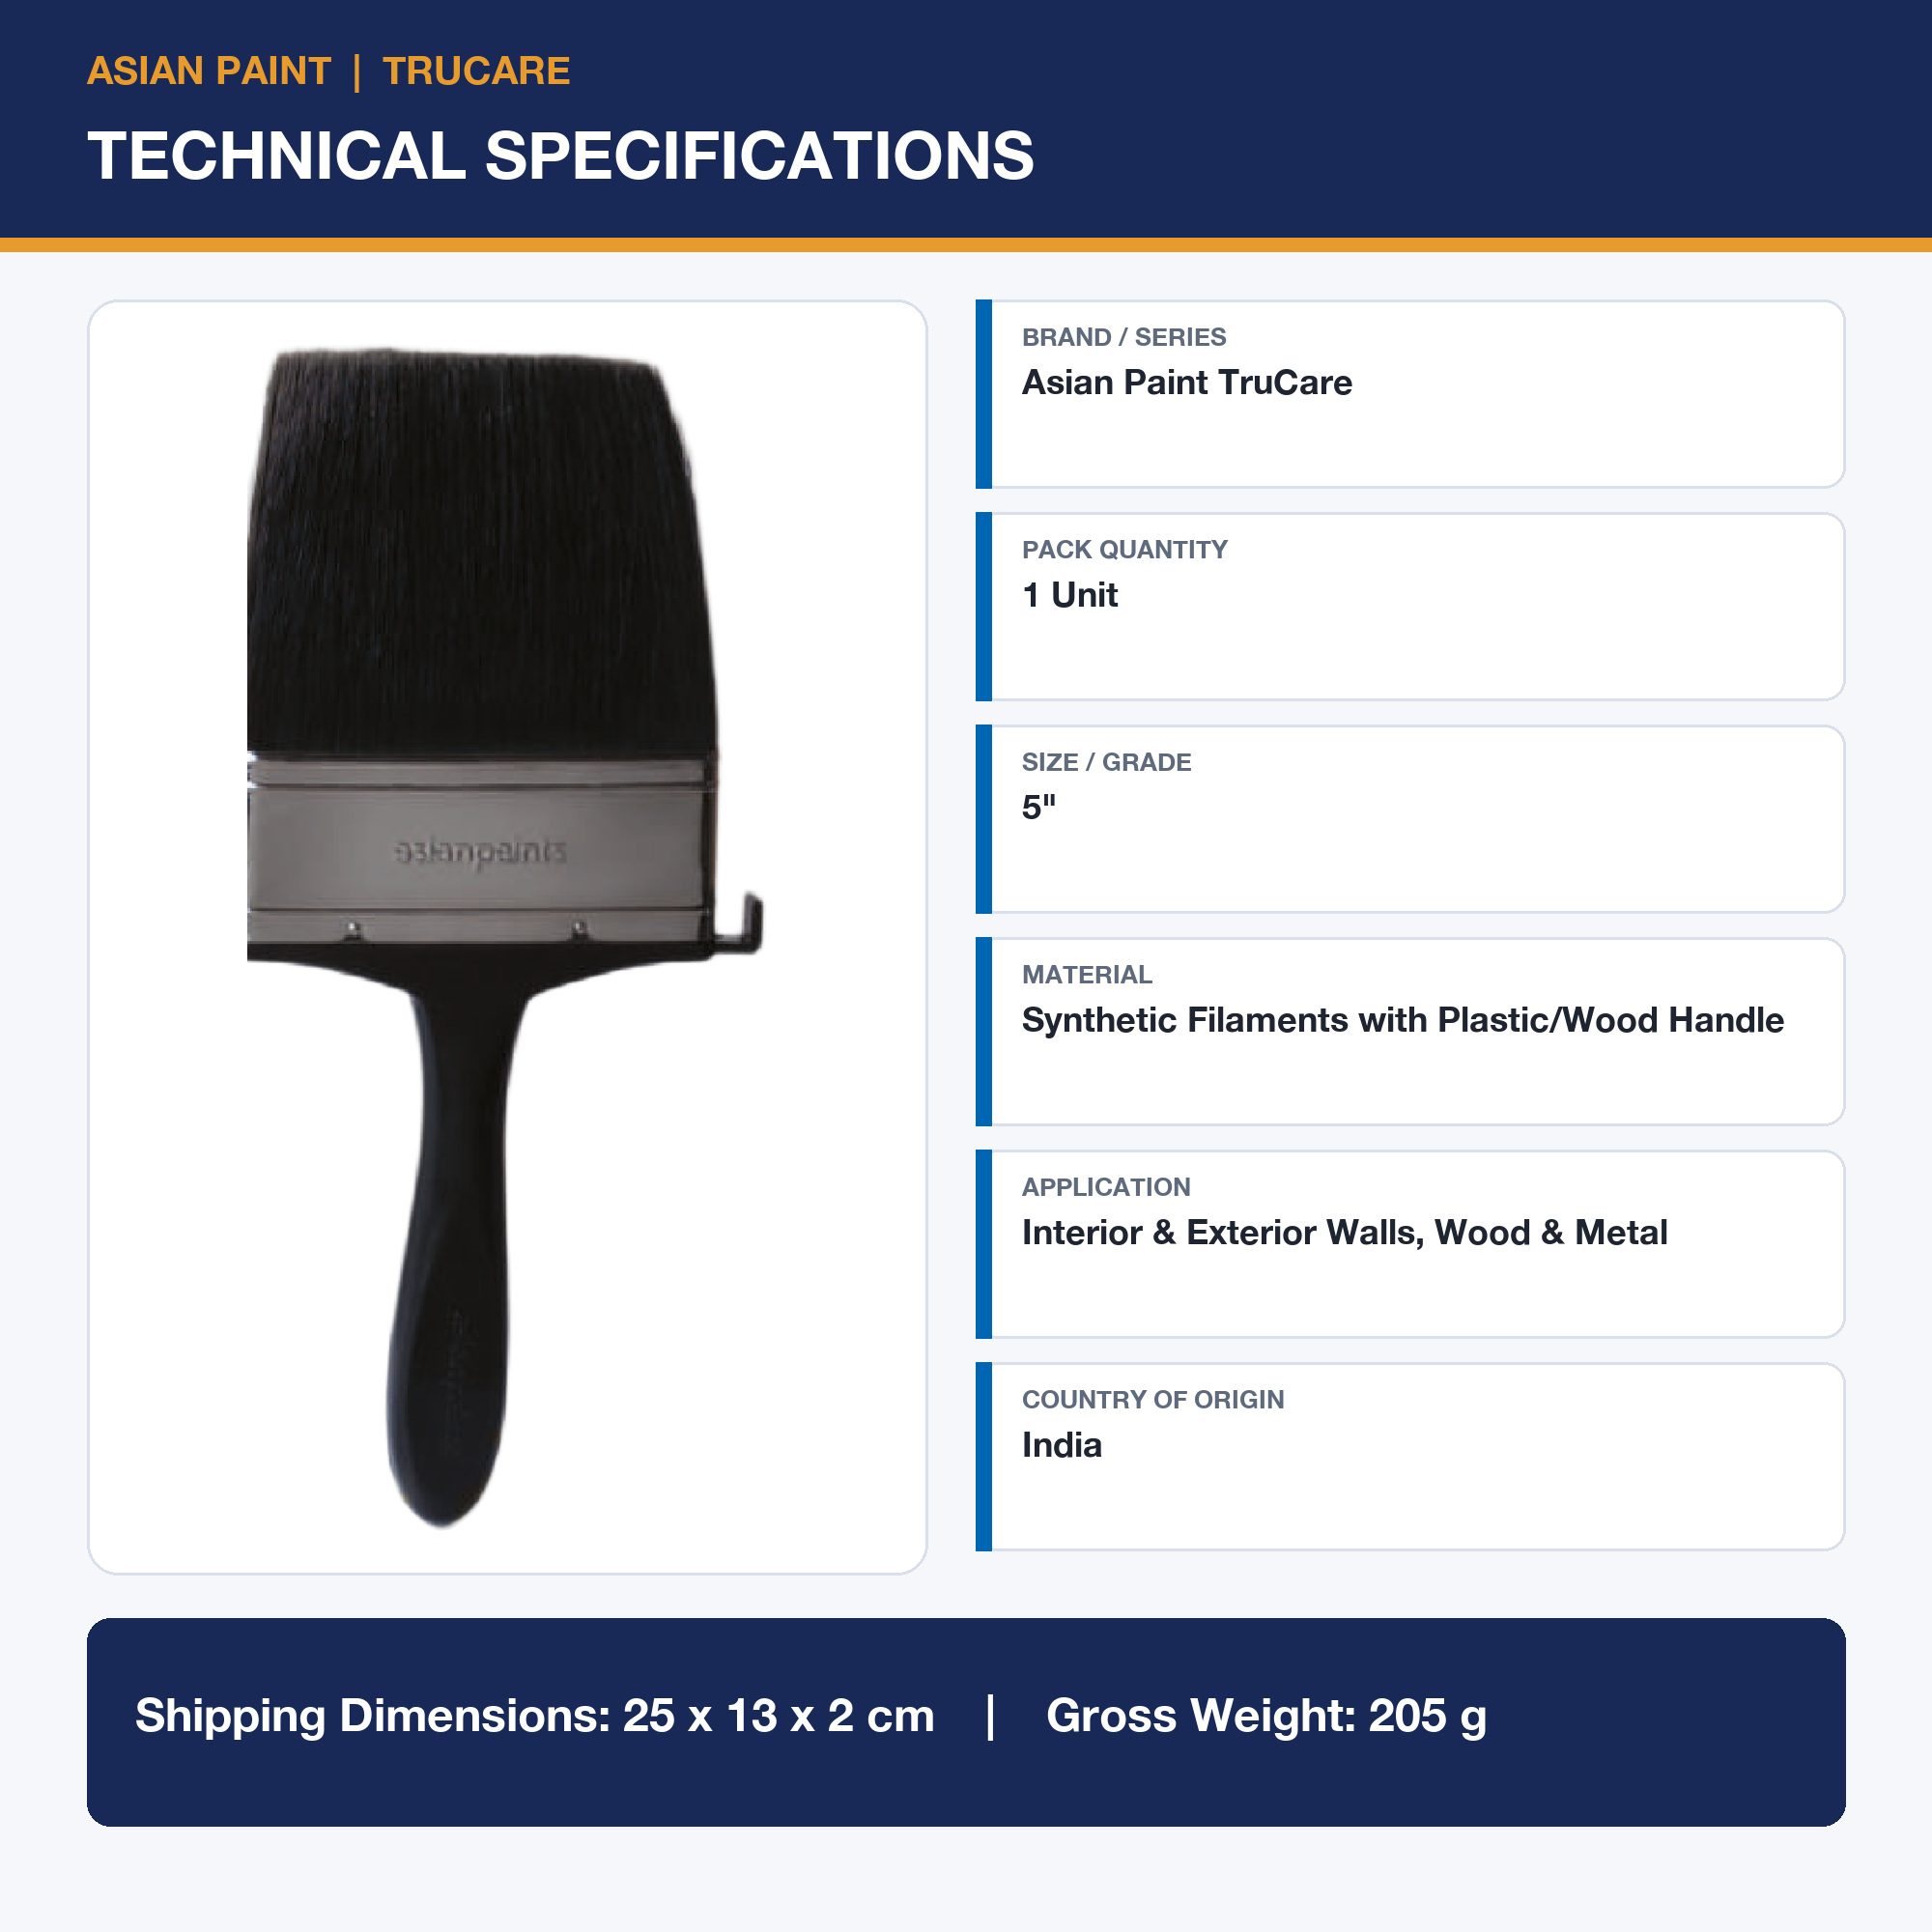 ASIAN PAINT | TRUCARE
TECHNICAL SPECIFICATIONS
asianpaints
BRAND / SERIES
Asian Paint TruCare
PACK QUANTITY
1 Unit
SIZE / GRADE
5"
MATERIAL
Synthetic Filaments with Plastic/Wood Handle
APPLICATION
Interior & Exterior Walls, Wood & Metal
COUNTRY OF ORIGIN
India
Shipping Dimensions: 25 x 13 x 2 cm | Gross Weight: 205 g